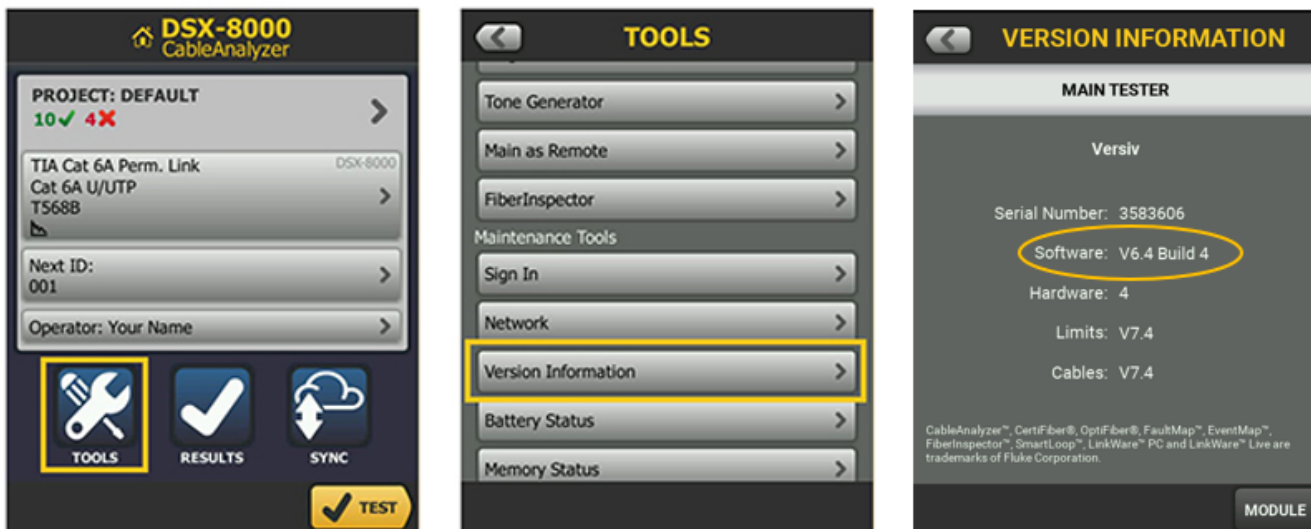 DSX-8000
CableAnalyzer
PROJECT: DEFAULT
10✓ 4✗
TIA Cat 6A Perm. Link DSX-8000
Cat 6A U/UTP
T568B
Next ID:
001
Operator: Your Name
TOOLS RESULTS SYNC
TEST
TOOLS
Tone Generator
Main as Remote
FiberInspector
Maintenance Tools
Sign In
Network
Version Information
Battery Status
Memory Status
VERSION INFORMATION
MAIN TESTER
Versiv
Serial Number: 3583606
Software: V6.4 Build 4
Hardware: 4
Limits: V7.4
Cables: V7.4
CableAnalyzer™, CertiFiber®, OptiFiber®, FaultMap™, EventMap™,
FiberInspector™, SmartLoop™, LinkWare™ PC and LinkWare™ Live are
trademarks of Fluke Corporation.
MODULE